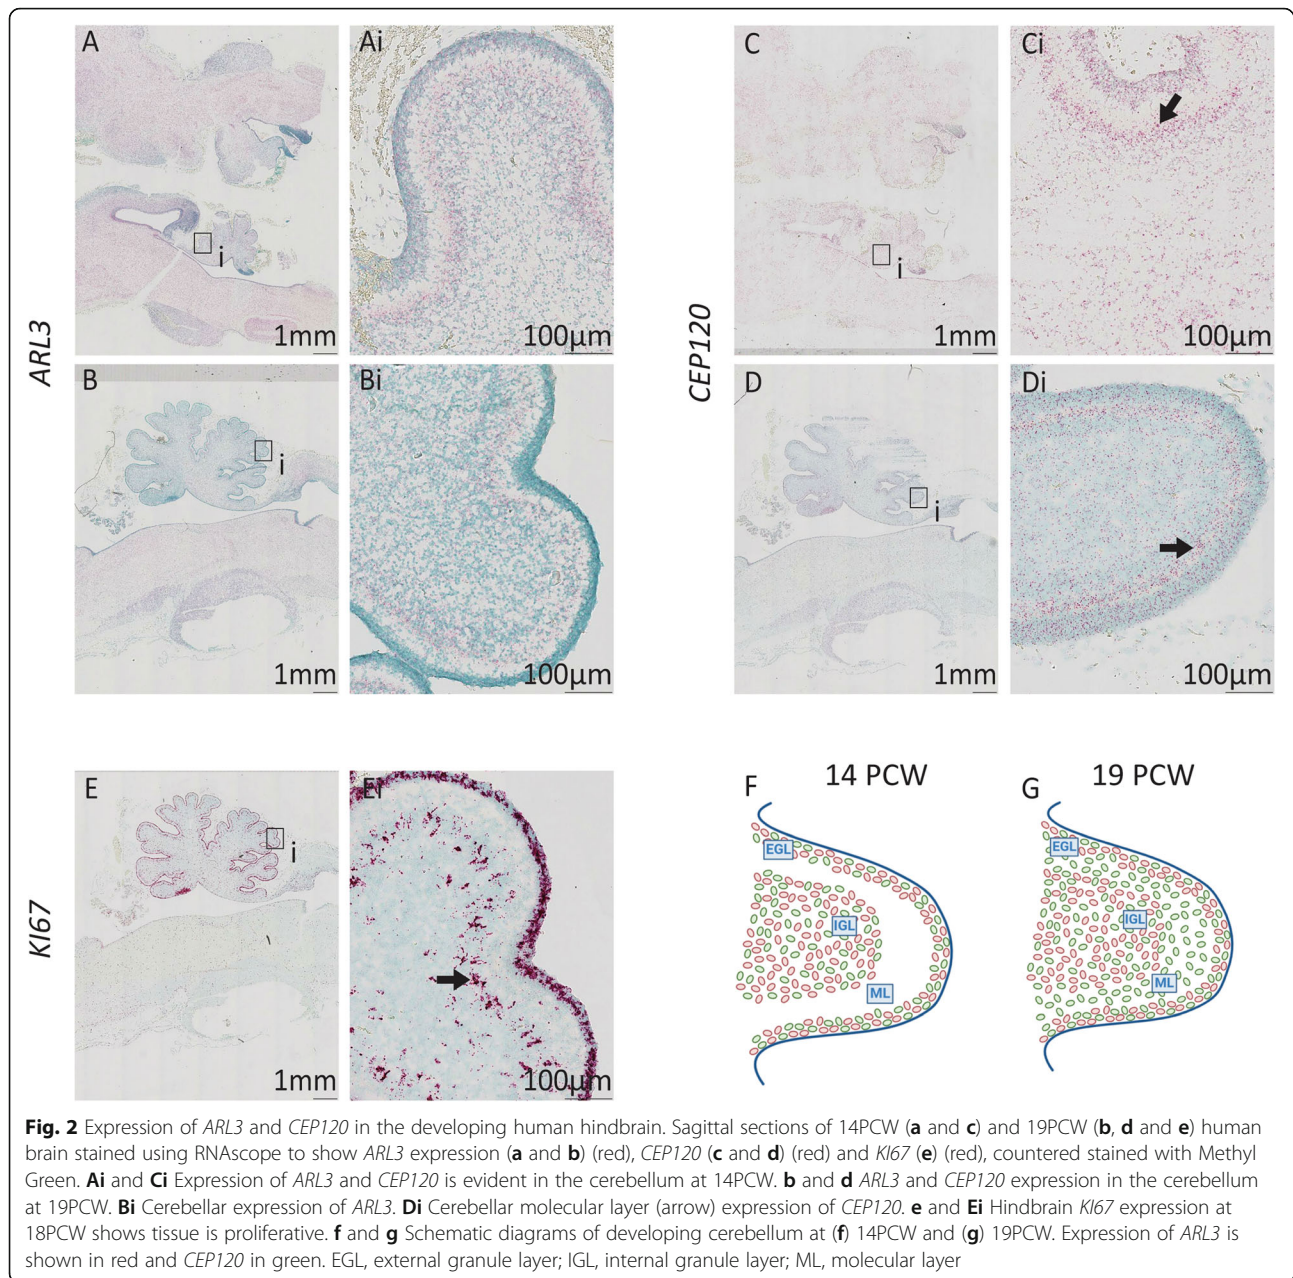 A
Ai
1mm
100µm
ARL3
B
Bi
i
1mm
100µm
i
C
Ci
1mm
100µm
CEP120
i
D
Di
1mm
100µm
i
E
Ei
1mm
100µm
KI67
i
F
14 PCW
EGL
IGL
ML
G
19 PCW
EGL
IGL
ML
Fig. 2 Expression of ARL3 and CEP120 in the developing human hindbrain. Sagittal sections of 14PCW (a and c) and 19PCW (b, d and e) human
brain stained using RNAscope to show ARL3 expression (a and b) (red), CEP120 (c and d) (red) and KI67 (e) (red), countered stained with Methyl
Green. Ai and Ci Expression of ARL3 and CEP120 is evident in the cerebellum at 14PCW. b and d ARL3 and CEP120 expression in the cerebellum
at 19PCW. Bi Cerebellar expression of ARL3. Di Cerebellar molecular layer (arrow) expression of CEP120. e and Ei Hindbrain KI67 expression at
18PCW shows tissue is proliferative. f and g Schematic diagrams of developing cerebellum at (f) 14PCW and (g) 19PCW. Expression of ARL3 is
shown in red and CEP120 in green. EGL, external granule layer; IGL, internal granule layer; ML, molecular layer